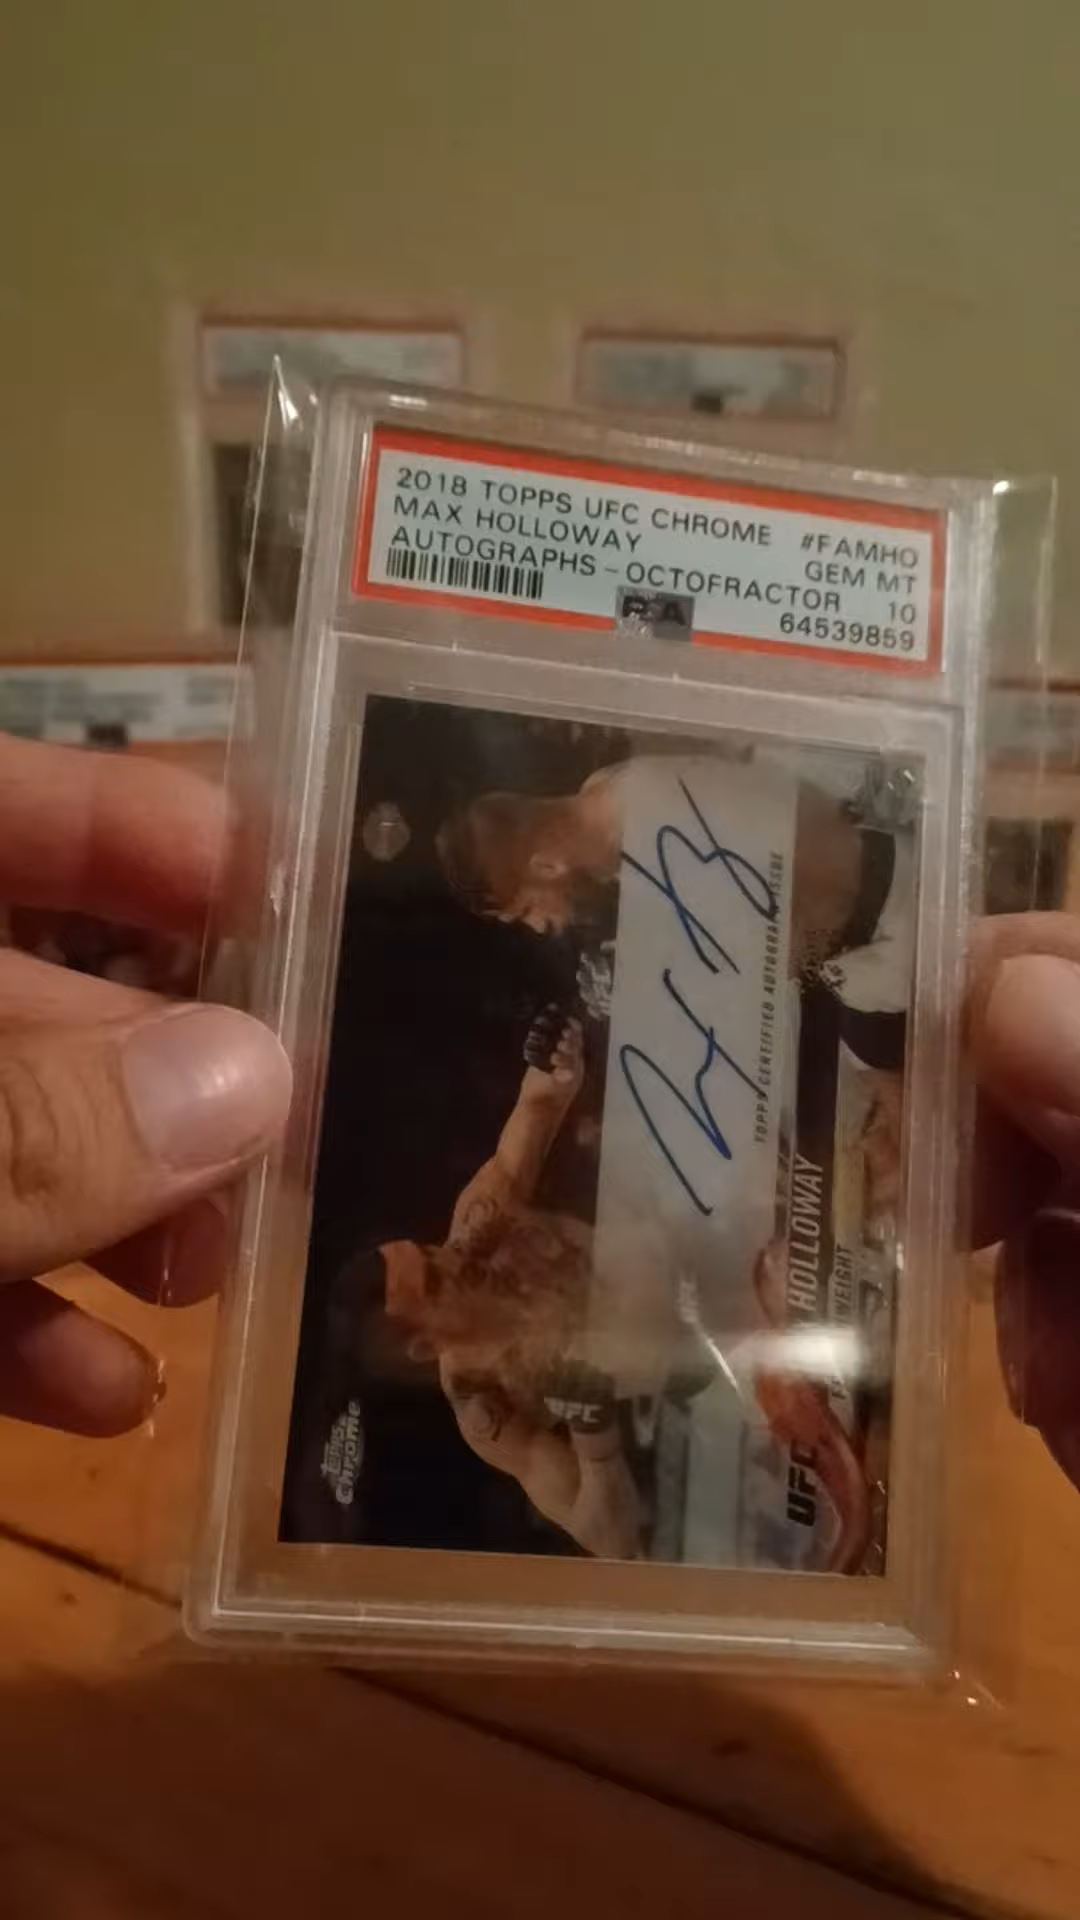 2018 TOPPS UFC CHROME #FAMHO
MAX HOLLOWAY GEM MT
AUTOGRAPHS - OCTOFRACTOR 10
PSA 64539859
TOPPS CERTIFIED AUTOGRAPH ISSUE
HOLLOWAY
UFC
UFC
TOPPS
CHROME
UFC